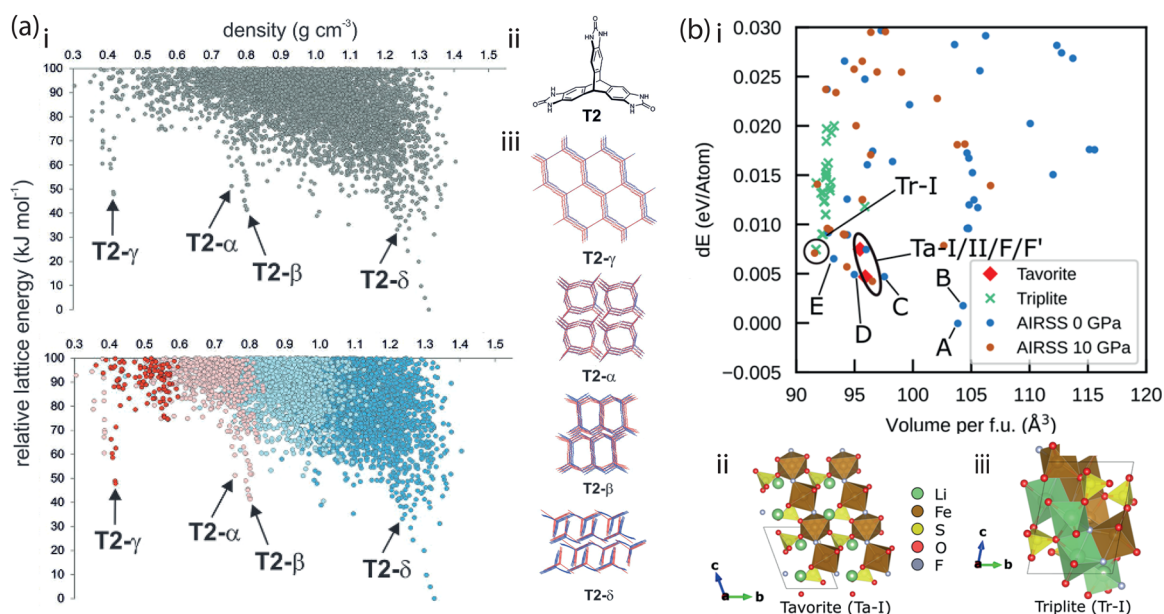 (a)
i
density (g cm⁻³)
0.3 0.4 0.5 0.6 0.7 0.8 0.9 1.0 1.1 1.2 1.3 1.4 1.5
100
90
80
70
60
50
40
30
20
10
0
T2-γ
T2-α
T2-β
T2-δ
relative lattice energy (kJ mol⁻¹)
0.3 0.4 0.5 0.6 0.7 0.8 0.9 1.0 1.1 1.2 1.3 1.4 1.5
100
90
80
70
60
50
40
30
20
10
0
T2-γ
T2-α
T2-β
T2-δ
ii
O
HN
NH
O
NH
HN
T2
HN
NH
O
iii
T2-γ
T2-α
T2-β
T2-δ
(b)
i
dE (eV/Atom)
0.030
0.025
0.020
0.015
0.010
0.005
0.000
−0.005
Tr-I
Ta-I/II/F/F'
E
D
C
B
A
Tavorite
Triplite
AIRSS 0 GPa
AIRSS 10 GPa
90 95 100 105 110 115 120
Volume per f.u. (Å³)
ii
c
a
b
Tavorite (Ta-I)
Li
Fe
S
O
F
iii
c
a
b
Triplite (Tr-I)